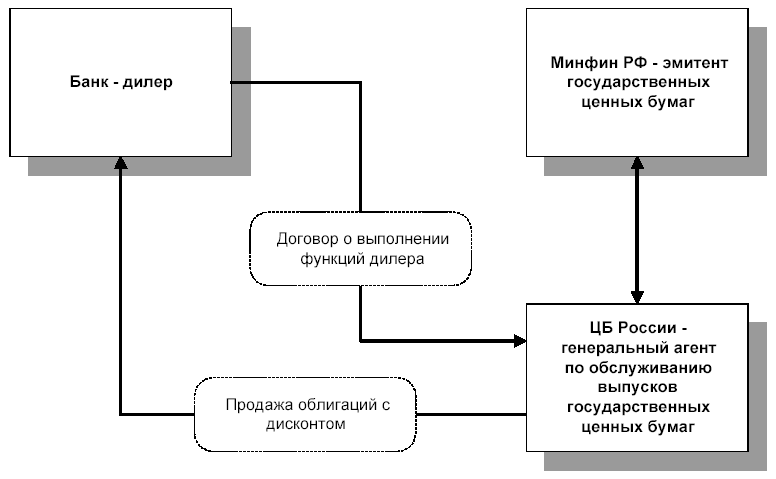 Банк - дилер
Минфин РФ - эмитент
государственных
ценных бумаг
Договор о выполнении
функций дилера
ЦБ России -
генеральный агент
по обслуживанию
выпусков
государственных
ценных бумаг
Продажа облигаций с
дисконтом